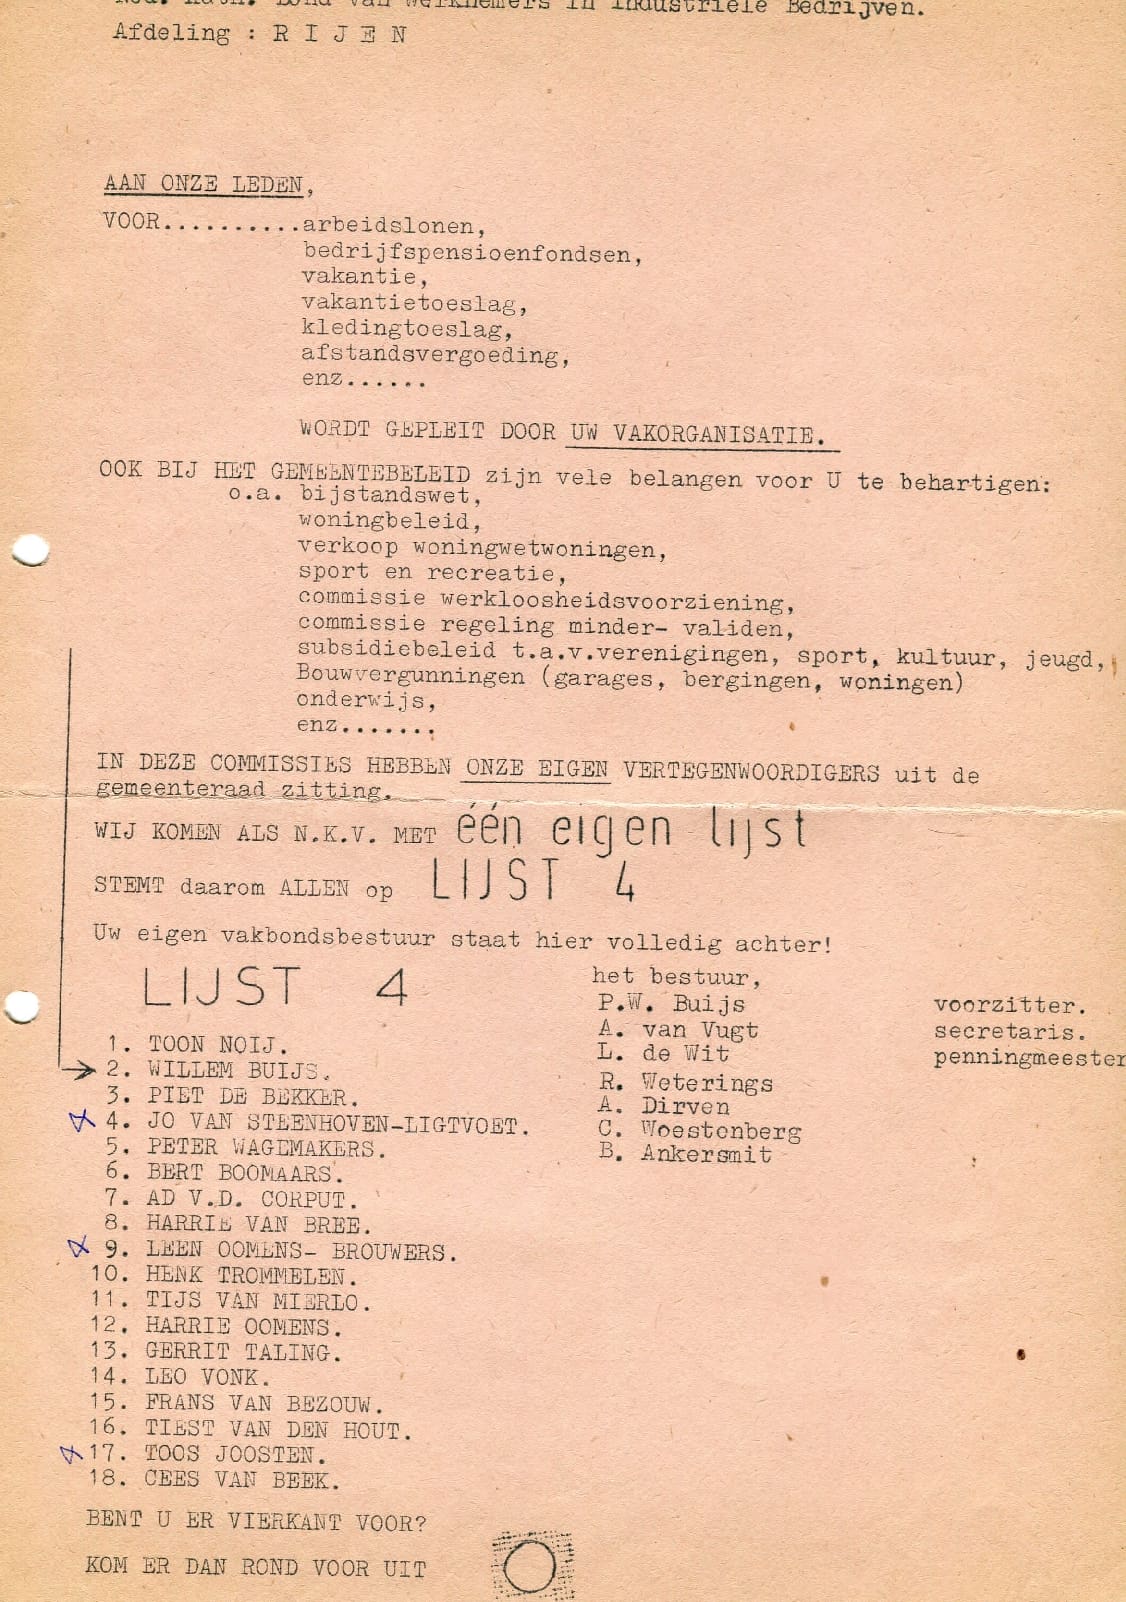 Ned. Kath. Bond van Werknemers in Industriele Bedrijven.
Afdeling : R I J E N
AAN ONZE LEDEN,
VOOR..........arbeidslonen,
bedrijfspensioenfondsen,
vakantie,
vakantietoeslag,
kledingtoeslag,
afstandsvergoeding,
enz......
WORDT GEPLEIT DOOR UW VAKORGANISATIE.
OOK BIJ HET GEMEENTEBELEID zijn vele belangen voor U te behartigen:
o.a. bijstandswet,
woningbeleid,
verkoop woningwetwoningen,
sport en recreatie,
commissie werkloosheidsvoorziening,
commissie regeling minder- validen,
subsidiebeleid t.a.v.verenigingen, sport, kultuur, jeugd,
Bouwvergunningen (garages, bergingen, woningen)
onderwijs,
enz.......
IN DEZE COMMISSIES HEBBEN ONZE EIGEN VERTEGENWOORDIGERS uit de
gemeenteraad zitting.
WIJ KOMEN ALS N.K.V. MET één eigen lijst
STEMT daarom ALLEN op LIJST 4
Uw eigen vakbondsbestuur staat hier volledig achter!
LIJST 4
het bestuur,
P.W. Buijs voorzitter.
A. van Vugt secretaris.
L. de Wit penningmeester
R. Weterings
A. Dirven
C. Woestenberg
B. Ankersmit
1. TOON NOIJ.
2. WILLEM BUIJS.
3. PIET DE BEKKER.
4. JO VAN STEENHOVEN-LIGTVOET.
5. PETER WAGEMAKERS.
6. BERT BOOMAARS.
7. AD V.D. CORPUT.
8. HARRIE VAN BREE.
9. LEEN OOMENS- BROUWERS.
10. HENK TROMMELEN.
11. TIJS VAN MIERLO.
12. HARRIE OOMENS.
13. GERRIT TALING.
14. LEO VONK.
15. FRANS VAN BEZOUW.
16. TIEST VAN DEN HOUT.
17. TOOS JOOSTEN.
18. CEES VAN BEEK.
BENT U ER VIERKANT VOOR?
KOM ER DAN ROND VOOR UIT